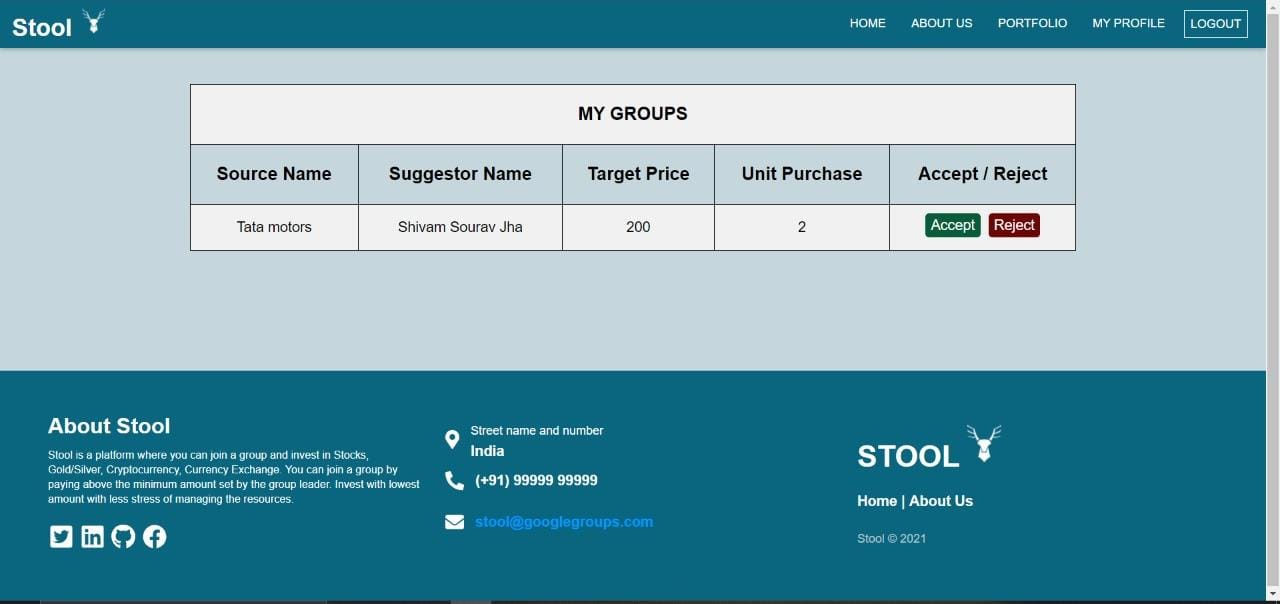 Stool
HOME ABOUT US PORTFOLIO MY PROFILE LOGOUT
MY GROUPS
Source Name Suggestor Name Target Price Unit Purchase Accept / Reject
Tata motors Shivam Sourav Jha 200 2 Accept Reject
About Stool
Stool is a platform where you can join a group and invest in Stocks,
Gold/Silver, Cryptocurrency, Currency Exchange. You can join a group by
paying above the minimum amount set by the group leader. Invest with lowest
amount with less stress of managing the resources.
Street name and number
India
(+91) 99999 99999
stool@googlegroups.com
STOOL
Home | About Us
Stool © 2021